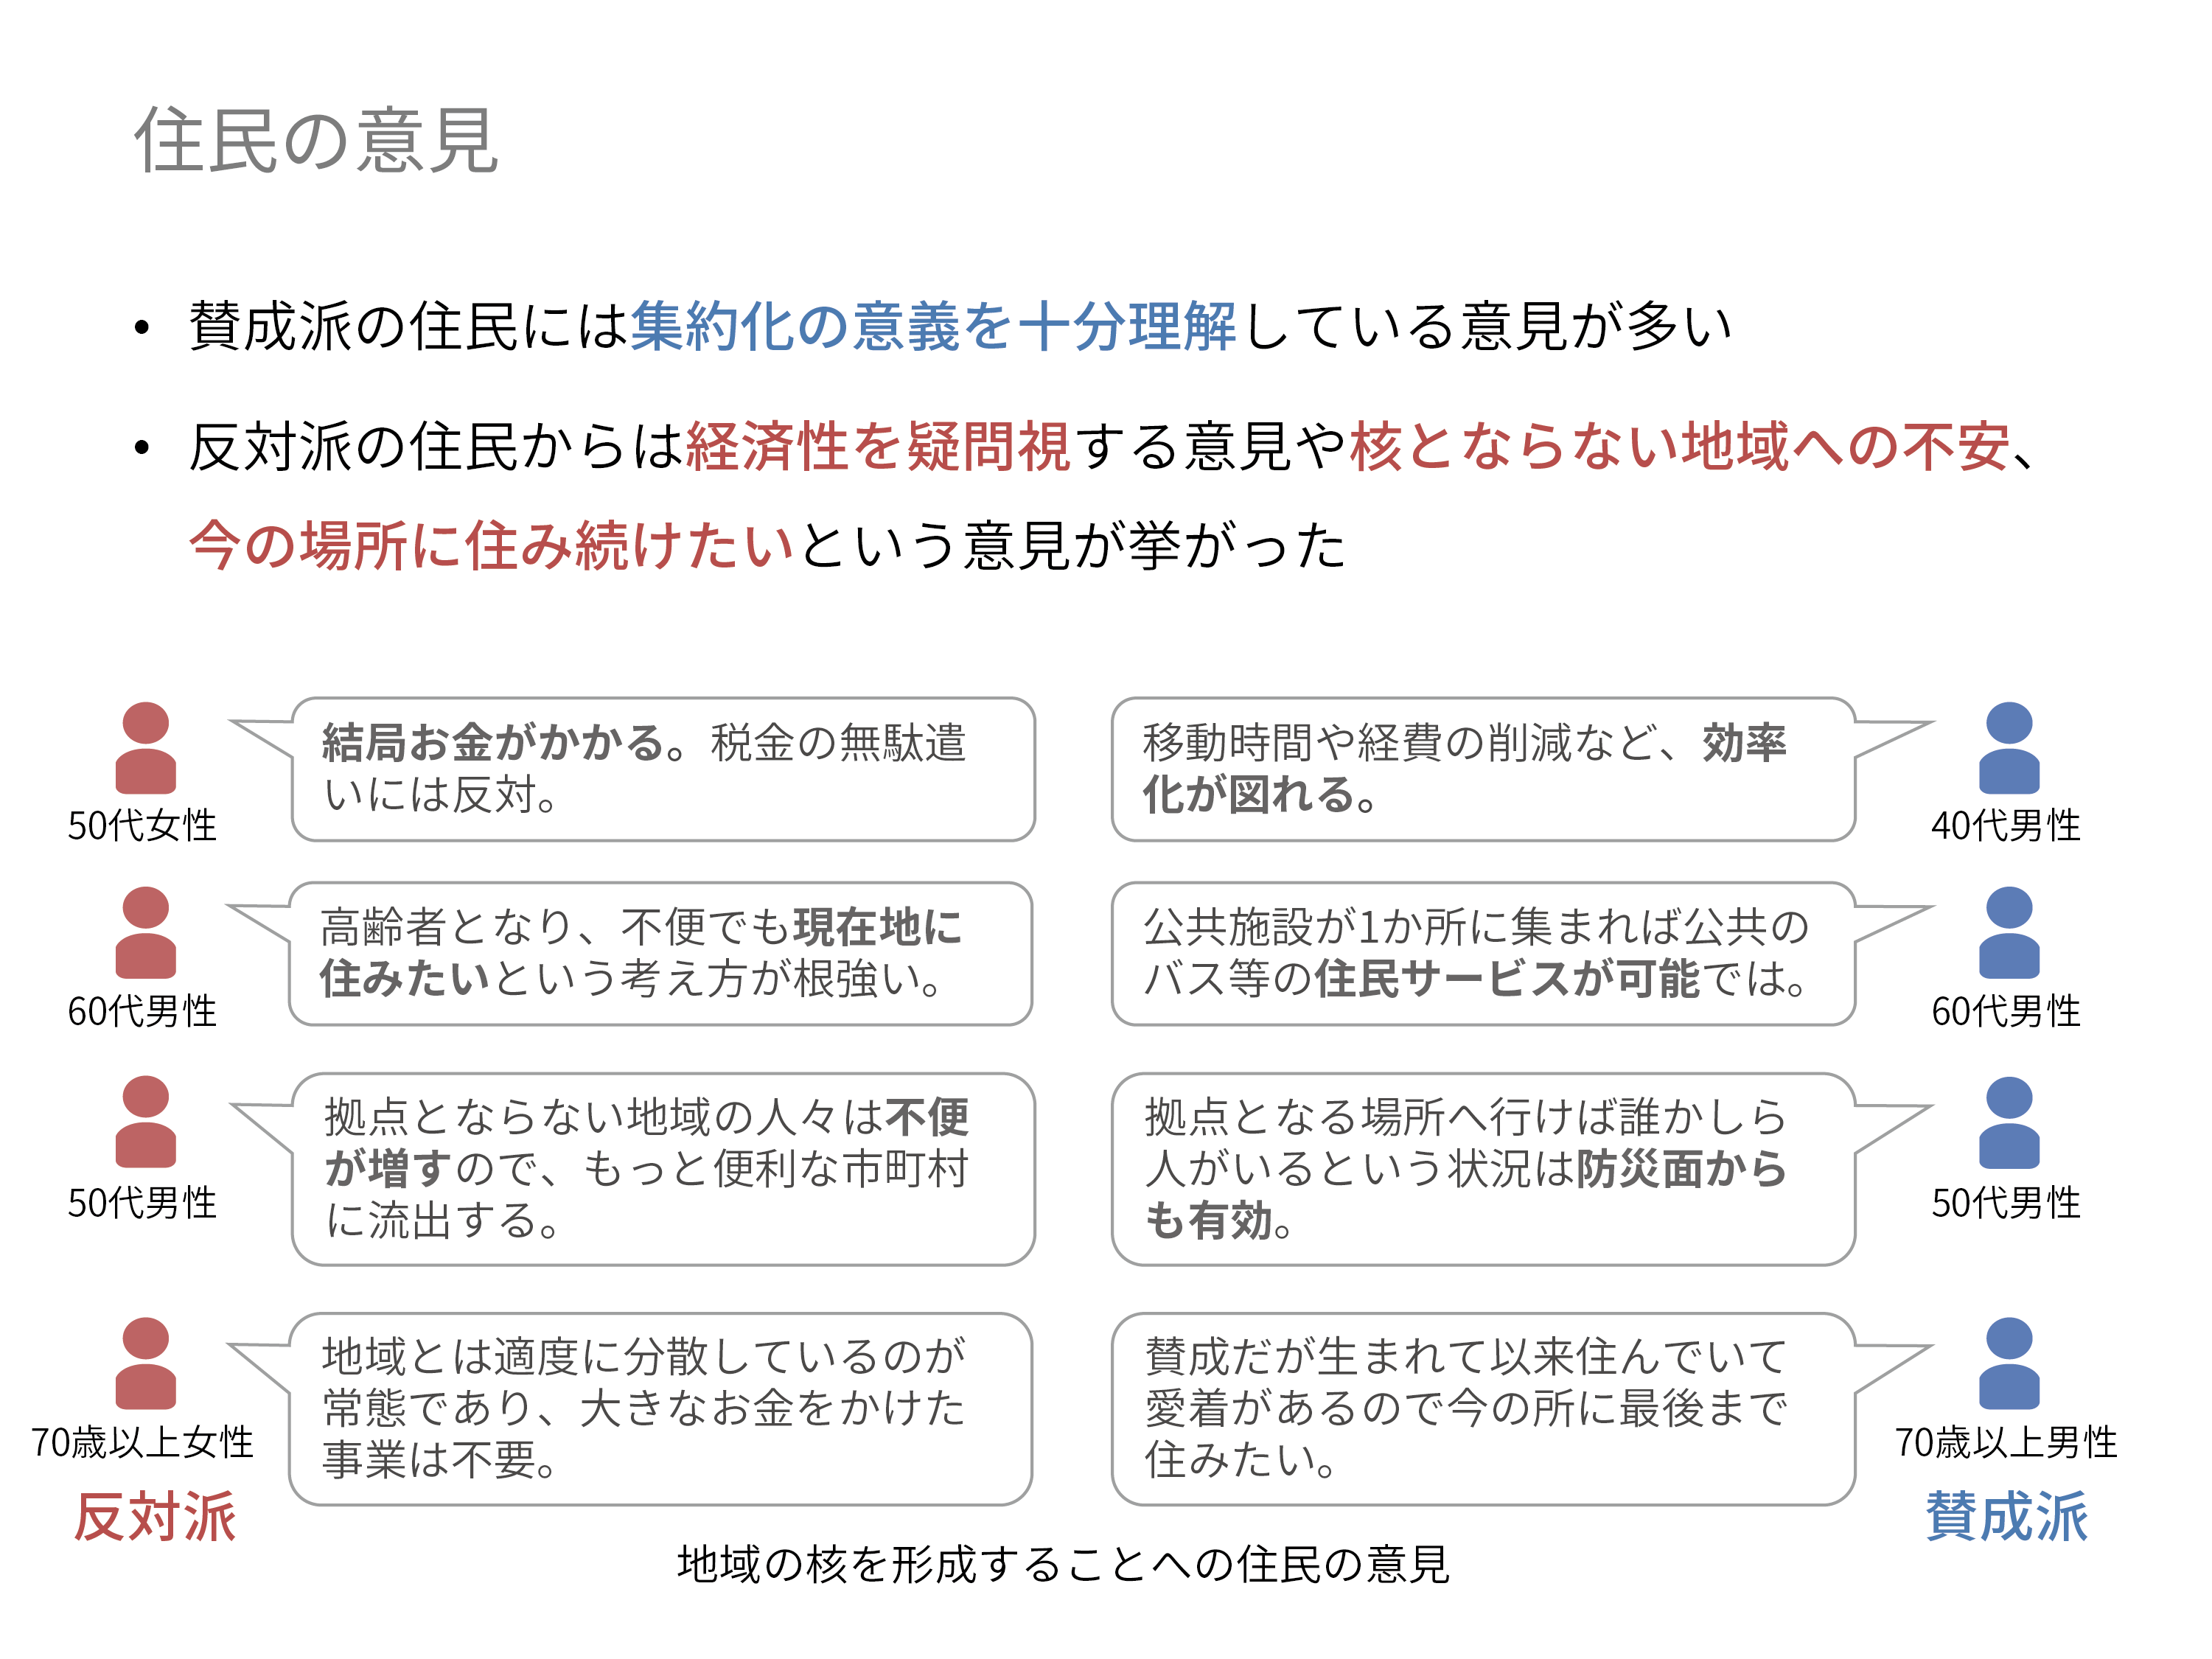 住民の意見
• 賛成派の住民には集約化の意義を十分理解している意見が多い
• 反対派の住民からは経済性を疑問視する意見や核とならない地域への不安、
今の場所に住み続けたいという意見が挙がった
結局お金がかかる。税金の無駄遣
いには反対。
50代女性
高齢者となり、不便でも現在地に
住みたいという考え方が根強い。
60代男性
拠点とならない地域の人々は不便
が増すので、もっと便利な市町村
に流出する。
50代男性
地域とは適度に分散しているのが
常態であり、大きなお金をかけた
事業は不要。
70歳以上女性
反対派
移動時間や経費の削減など、効率
化が図れる。
40代男性
公共施設が1か所に集まれば公共の
バス等の住民サービスが可能では。
60代男性
拠点となる場所へ行けば誰かしら
人がいるという状況は防災面から
も有効。
50代男性
賛成だが生まれて以来住んでいて
愛着があるので今の所に最後まで
住みたい。
70歳以上男性
賛成派
地域の核を形成することへの住民の意見